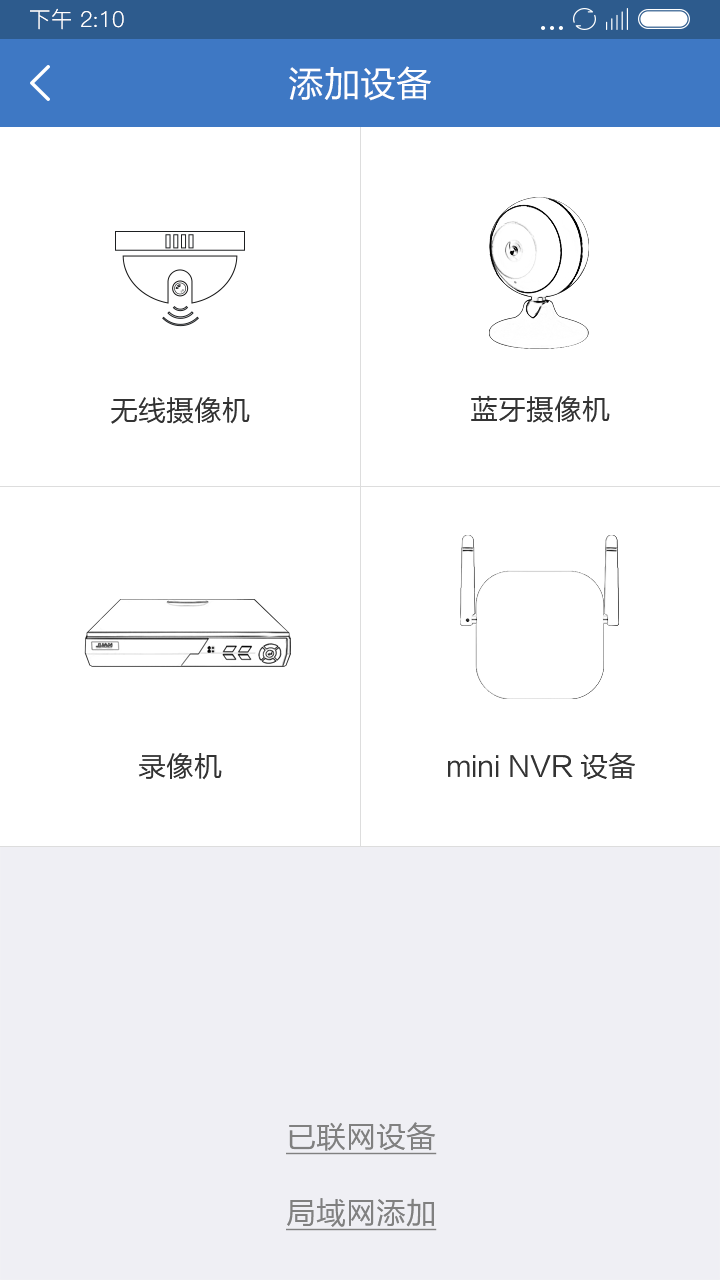 下午 2:10
添加设备
无线摄像机
蓝牙摄像机
录像机
mini NVR 设备
已联网设备
局域网添加